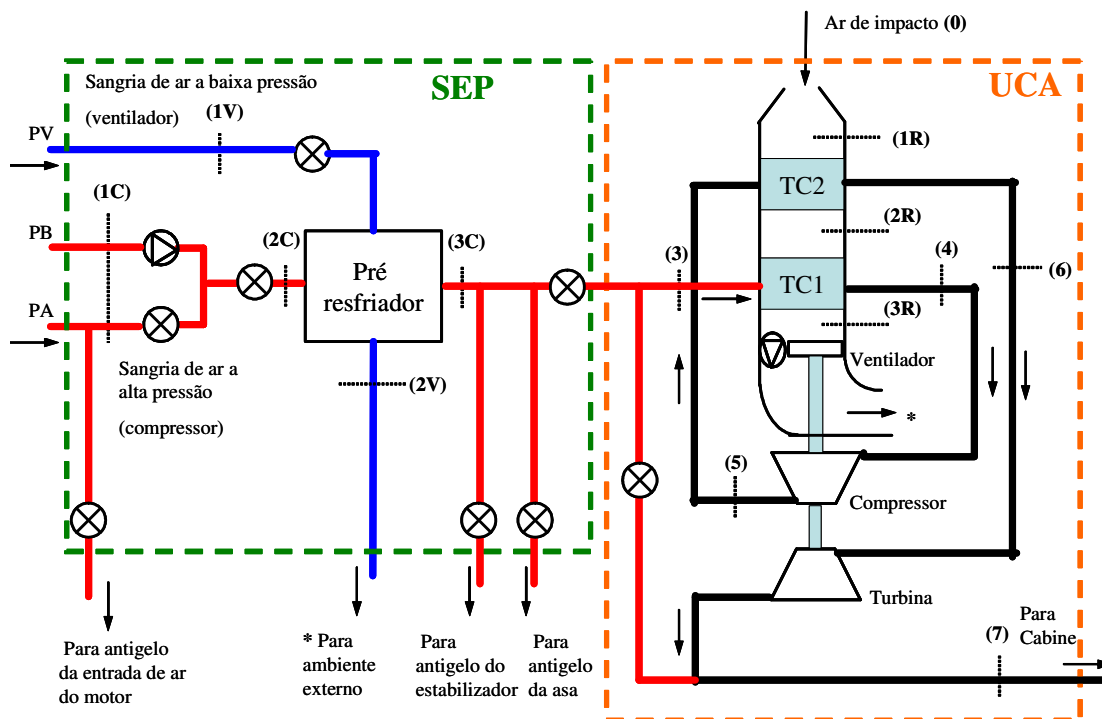 Ar de impacto (0)
SEP
UCA
Sangria de ar a baixa pressão
(ventilador)
(1V)
PV
(1C)
PB
PA
(2C)
(3C)
Pré
resfriador
(2V)
Sangria de ar a
alta pressão
(compressor)
(1R)
TC2
(2R)
(3)
(4)
(6)
TC1
(3R)
Ventilador
*
(5)
Compressor
Turbina
(7)
Para
Cabine
Para antigelo
da entrada de ar
do motor
* Para
ambiente
externo
Para
antigelo do
estabilizador
Para
antigelo
da asa